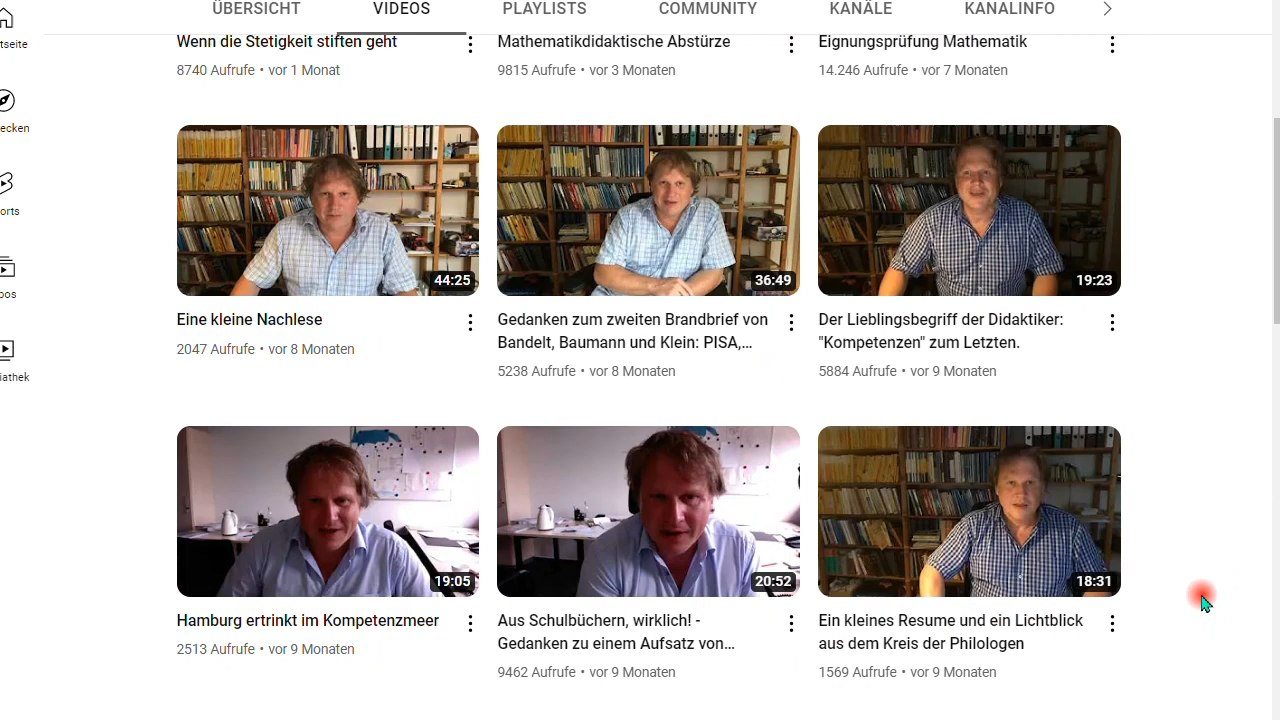 ÜBERSICHT VIDEOS PLAYLISTS COMMUNITY KANÄLE KANALINFO
tseite
Wenn die Stetigkeit stiften geht
8740 Aufrufe • vor 1 Monat
Mathematikdidaktische Abstürze
9815 Aufrufe • vor 3 Monaten
Eignungsprüfung Mathematik
14.246 Aufrufe • vor 7 Monaten
ecken
orts
pos
iathek
44:25
Eine kleine Nachlese
2047 Aufrufe • vor 8 Monaten
36:49
Gedanken zum zweiten Brandbrief von
Bandelt, Baumann und Klein: PISA,...
5238 Aufrufe • vor 8 Monaten
19:23
Der Lieblingsbegriff der Didaktiker:
"Kompetenzen" zum Letzten.
5884 Aufrufe • vor 9 Monaten
19:05
Hamburg ertrinkt im Kompetenzmeer
2513 Aufrufe • vor 9 Monaten
20:52
Aus Schulbüchern, wirklich! -
Gedanken zu einem Aufsatz von...
9462 Aufrufe • vor 9 Monaten
18:31
Ein kleines Resume und ein Lichtblick
aus dem Kreis der Philologen
1569 Aufrufe • vor 9 Monaten